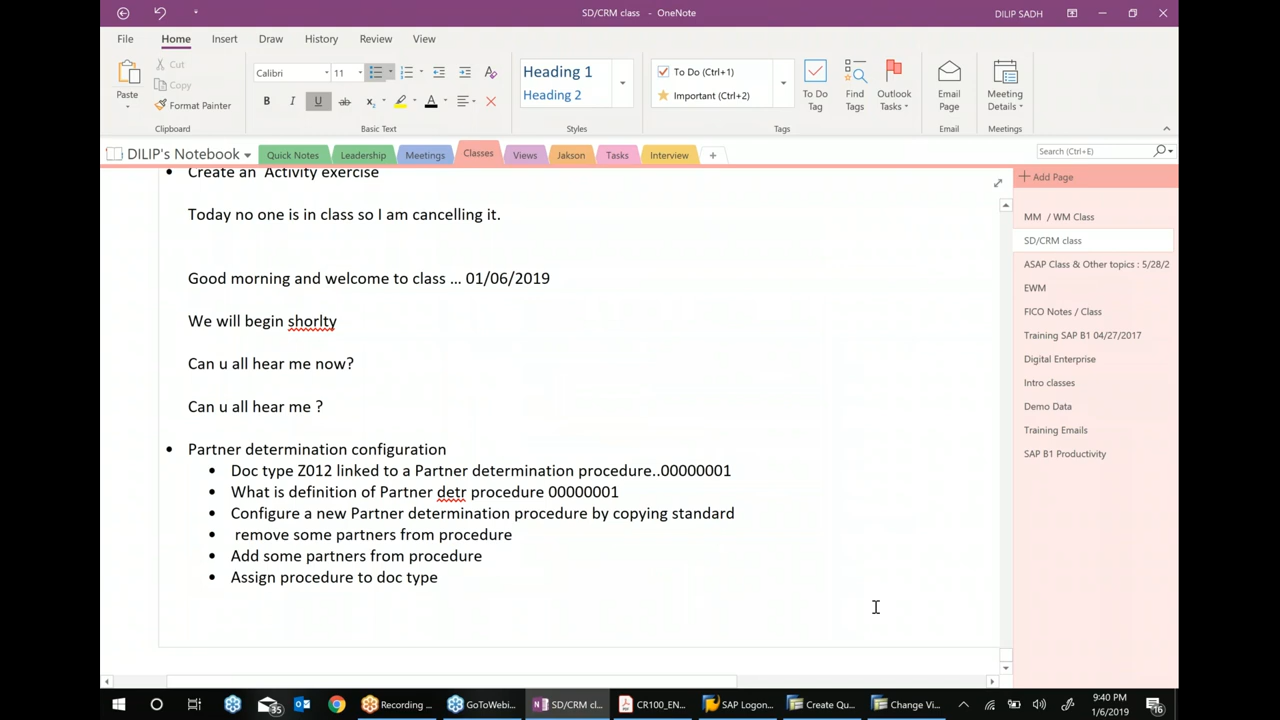 SD/CRM class - OneNote
DILIP SADH
File Home Insert Draw History Review View
Paste
Cut
Copy
Format Painter
Clipboard
Calibri 11
B I U ab x₂ A
Basic Text
Heading 1
Heading 2
Styles
To Do (Ctrl+1)
Important (Ctrl+2)
To Do
Tag
Find
Tags
Outlook
Tasks
Tags
Email
Page
Email
Meeting
Details
Meetings
DILIP's Notebook
Quick Notes Leadership Meetings Classes Views Jakson Tasks Interview +
Search (Ctrl+E)
• Create an Activity exercise
Today no one is in class so I am cancelling it.
Good morning and welcome to class ... 01/06/2019
We will begin shorlty
Can u all hear me now?
Can u all hear me ?
• Partner determination configuration
• Doc type Z012 linked to a Partner determination procedure..00000001
• What is definition of Partner detr procedure 00000001
• Configure a new Partner determination procedure by copying standard
• remove some partners from procedure
• Add some partners from procedure
• Assign procedure to doc type
Add Page
MM / WM Class
SD/CRM class
ASAP Class & Other topics : 5/28/2
EWM
FICO Notes / Class
Training SAP B1 04/27/2017
Digital Enterprise
Intro classes
Demo Data
Training Emails
SAP B1 Productivity
35
Recording ...
GoToWebi...
SD/CRM cl...
CR100_EN...
SAP Logon...
Create Qu...
Change Vi...
9:40 PM
1/6/2019
16